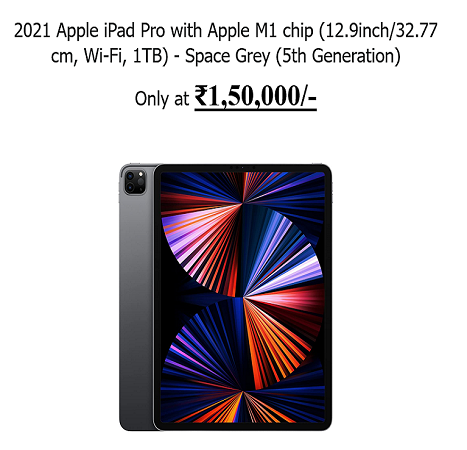 2021 Apple iPad Pro with Apple M1 chip (12.9inch/32.77
cm, Wi-Fi, 1TB) - Space Grey (5th Generation)
Only at ₹1,50,000/-